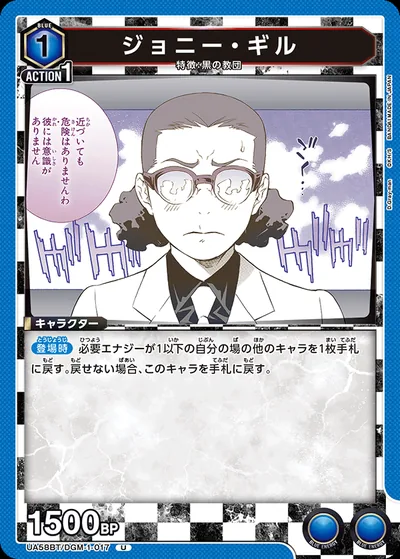 BLUE
1
ACTION 1
ジョニー・ギル
特徴:黒の教団
近づいても
危険はありませんわ
彼には意識が
ありません
キャラクター
登場時 必要エナジーが1以下の自分の場の他のキャラを1枚手札
に戻す。戻せない場合、このキャラを手札に戻す。
1500BP
UA58BT/DGM-1-017 U
BLUE ENERGY
BLUE ENERGY